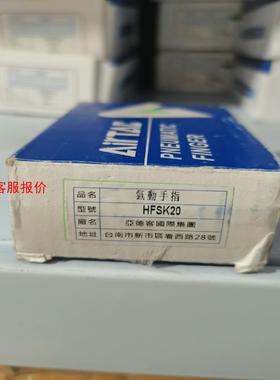 AirTAC
PNEUMATIC
FINGER
客服报价
品名 氣動手指
型號 HFSK20
廠名 亞德客國際集團
地址 台南市新市區看西路28號